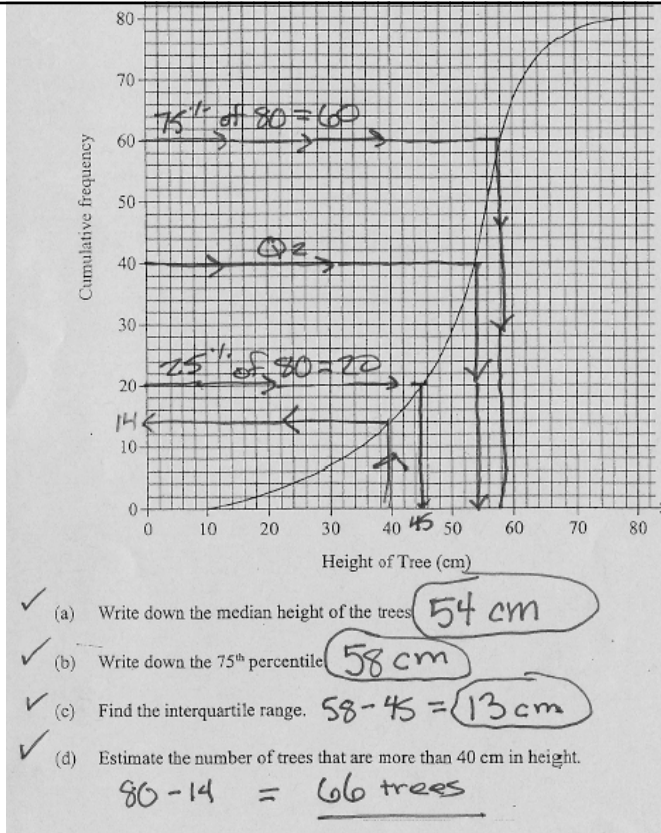 80
70
75% of 80 = 60
60
50
Q2
40
30
25% of 80 = 20
20
14
10
0
0 10 20 30 40 45 50 60 70 80
Cumulative frequency
Height of Tree (cm)
✓ (a) Write down the median height of the trees 54 cm
✓ (b) Write down the 75th percentile 58 cm
✓ (c) Find the interquartile range. 58 - 45 = 13 cm
✓ (d) Estimate the number of trees that are more than 40 cm in height.
80 - 14 = 66 trees